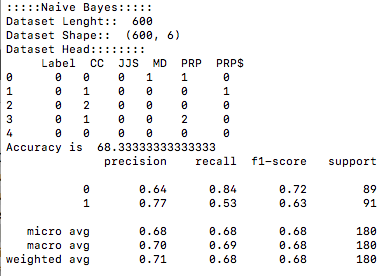 :::::Naive Bayes:::::
Dataset Lenght::  600
Dataset Shape::  (600, 6)
Dataset Head::::::::
Label  CC  JJS  MD  PRP  PRP$
0      0   0    0   1    1     0
1      0   1    0   0    0     1
2      0   2    0   0    0     0
3      0   1    0   0    2     0
4      0   0    0   0    0     0
Accuracy is  68.33333333333333
precision    recall  f1-score   support
0       0.64      0.84      0.72        89
1       0.77      0.53      0.63        91
micro avg       0.68      0.68      0.68       180
macro avg       0.70      0.69      0.68       180
weighted avg       0.71      0.68      0.68       180